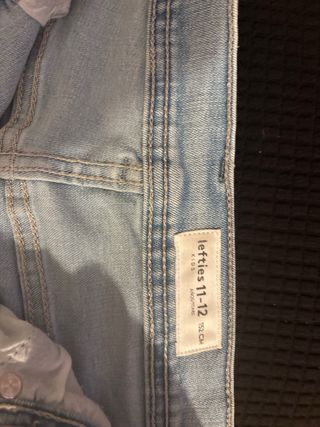 lefties
KIDS
11-12
152 CM